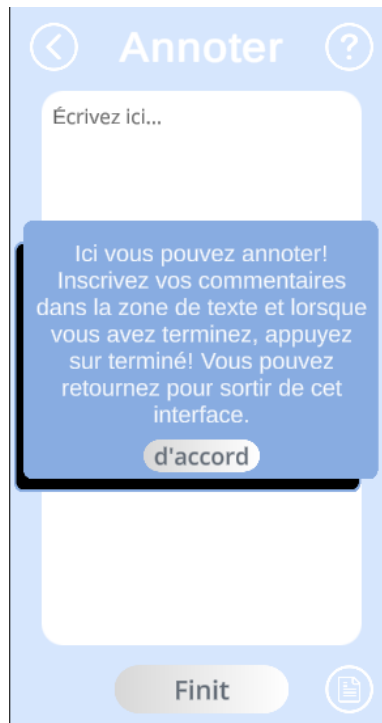 Annoter
?
Écrivez ici...
Ici vous pouvez annoter!
Inscrivez vos commentaires
dans la zone de texte et lorsque
vous avez terminez, appuyez
sur terminé! Vous pouvez
retournez pour sortir de cet
interface.
d'accord
Finit